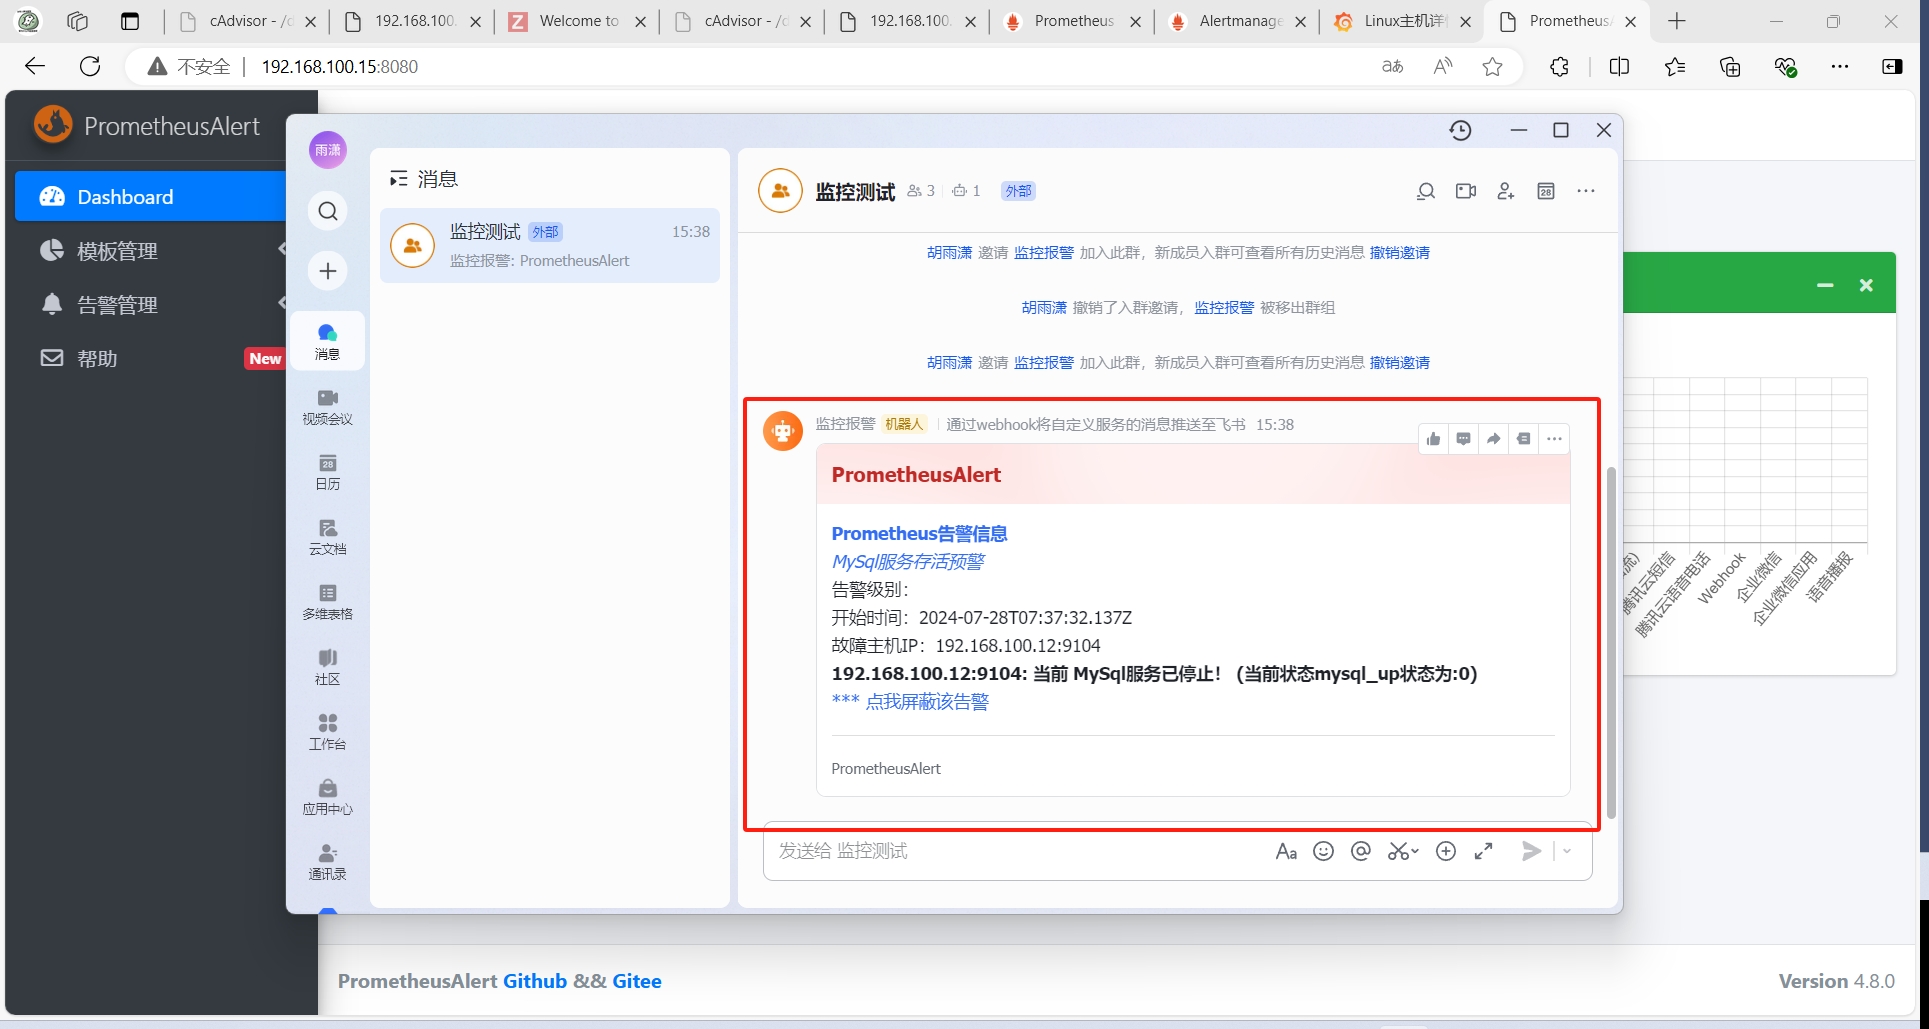 cAdvisor - /d
192.168.100.
Welcome to
cAdvisor - /d
192.168.100.
Prometheus
Alertmanage
Linux主机详情
PrometheusA
不安全
192.168.100.15:8080
PrometheusAlert
Dashboard
模板管理
告警管理
帮助
New
雨潇
消息
视频会议
28
日历
云文档
多维表格
社区
工作台
应用中心
通讯录
消息
监控测试 外部 15:38
监控报警: PrometheusAlert
监控测试 3 1 外部
28
胡雨潇 邀请 监控报警 加入此群，新成员入群可查看所有历史消息 撤销邀请
胡雨潇 撤销了入群邀请，监控报警 被移出群组
胡雨潇 邀请 监控报警 加入此群，新成员入群可查看所有历史消息 撤销邀请
监控报警 机器人 通过webhook将自定义服务的消息推送至飞书 15:38
PrometheusAlert
Prometheus告警信息
MySql服务存活预警
告警级别：
开始时间：2024-07-28T07:37:32.137Z
故障主机IP：192.168.100.12:9104
192.168.100.12:9104: 当前 MySql服务已停止！ (当前状态mysql_up状态为:0)
*** 点我屏蔽该告警
PrometheusAlert
发送给 监控测试
Aa
流)
腾讯云短信
腾讯云语音电话
Webhook
企业微信
企业微信应用
语音播报
PrometheusAlert Github && Gitee
Version 4.8.0